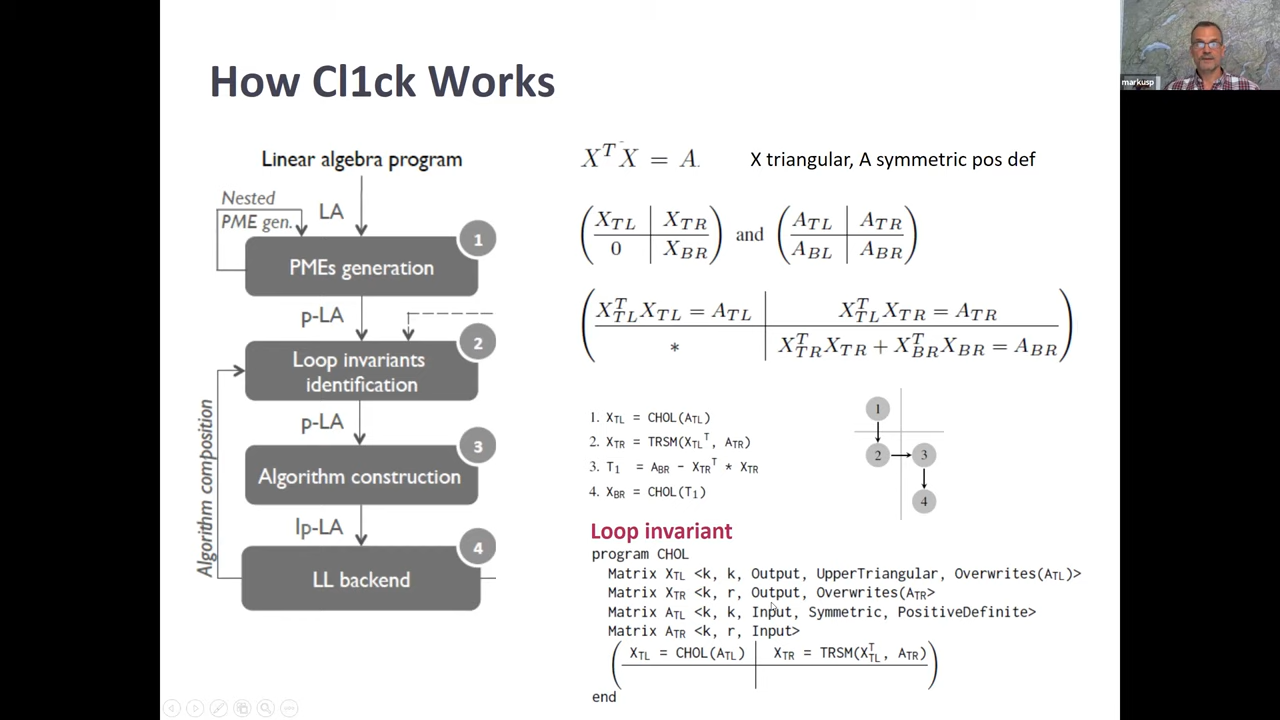 How Cl1ck Works
markusp
Linear algebra program
Nested
PME gen.
LA
1
PMEs generation
p-LA
2
Loop invariants
identification
p-LA
3
Algorithm construction
lp-LA
4
LL backend
Algorithm composition
X^T X = A
X triangular, A symmetric pos def
X_TL | X_TR
0 | X_BR
and
A_TL | A_TR
A_BL | A_BR
X_TL^T X_TL = A_TL | X_TL^T X_TR = A_TR
* | X_TR^T X_TR + X_BR^T X_BR = A_BR
1. X_TL = CHOL(A_TL)
2. X_TR = TRSM(X_TL^T, A_TR)
3. T_1 = A_BR - X_TR^T * X_TR
4. X_BR = CHOL(T_1)
1
2
3
4
Loop invariant
program CHOL
Matrix X_TL <k, k, Output, UpperTriangular, Overwrites(A_TL)>
Matrix X_TR <k, r, Output, Overwrites(A_TR>
Matrix A_TL <k, k, Input, Symmetric, PositiveDefinite>
Matrix A_TR <k, r, Input>
X_TL = CHOL(A_TL) | X_TR = TRSM(X_TL^T, A_TR)
end